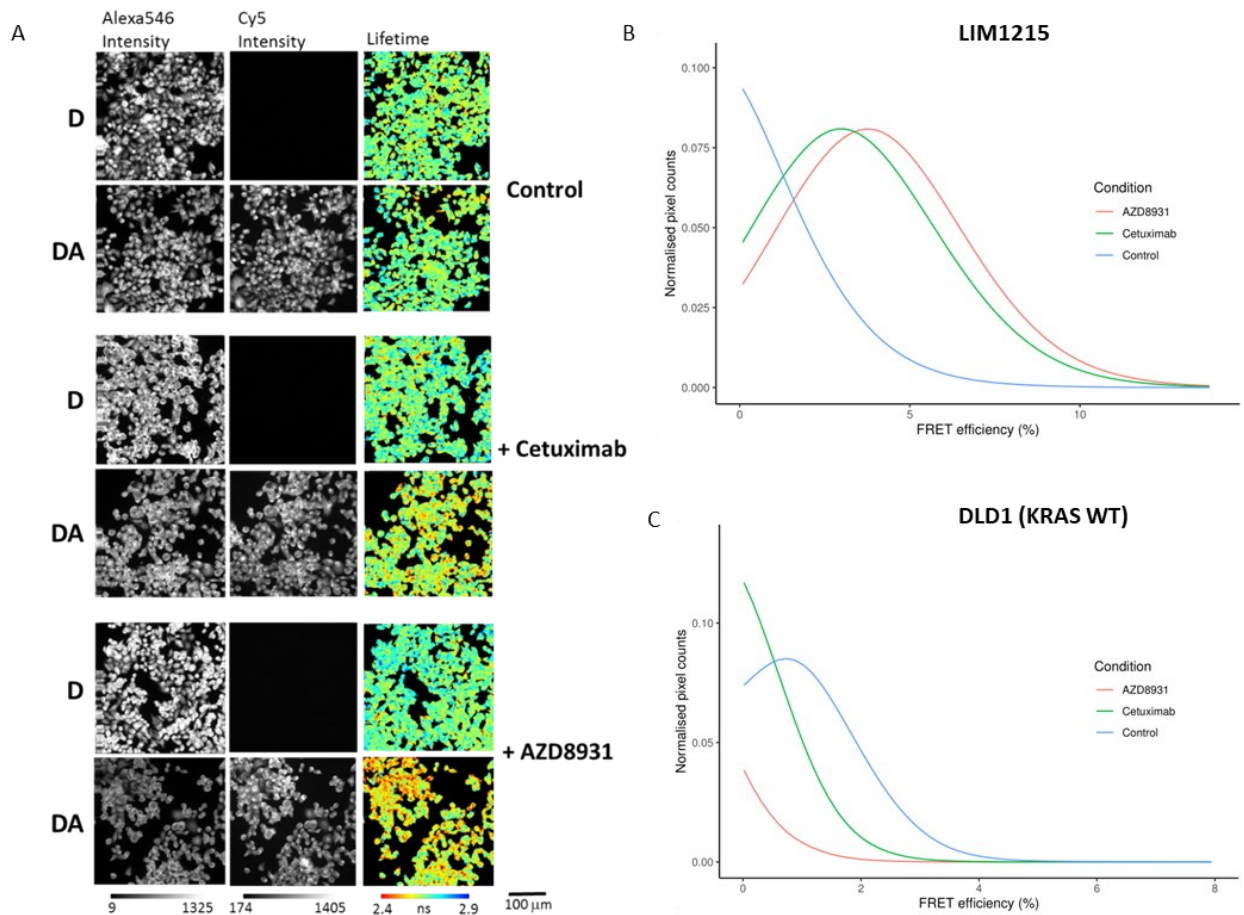 A
Alexa546
Intensity
Cy5
Intensity
Lifetime
D
DA
Control
D
DA
+ Cetuximab
D
DA
+ AZD8931
9 1325
174 1405
2.4 ns 2.9
100 μm
B
LIM1215
Normalised pixel counts
0.100
0.075
0.050
0.025
0.000
0 5 10
FRET efficiency (%)
Condition
AZD8931
Cetuximab
Control
C
DLD1 (KRAS WT)
Normalised pixel counts
0.10
0.05
0.00
0 2 4 6 8
FRET efficiency (%)
Condition
AZD8931
Cetuximab
Control